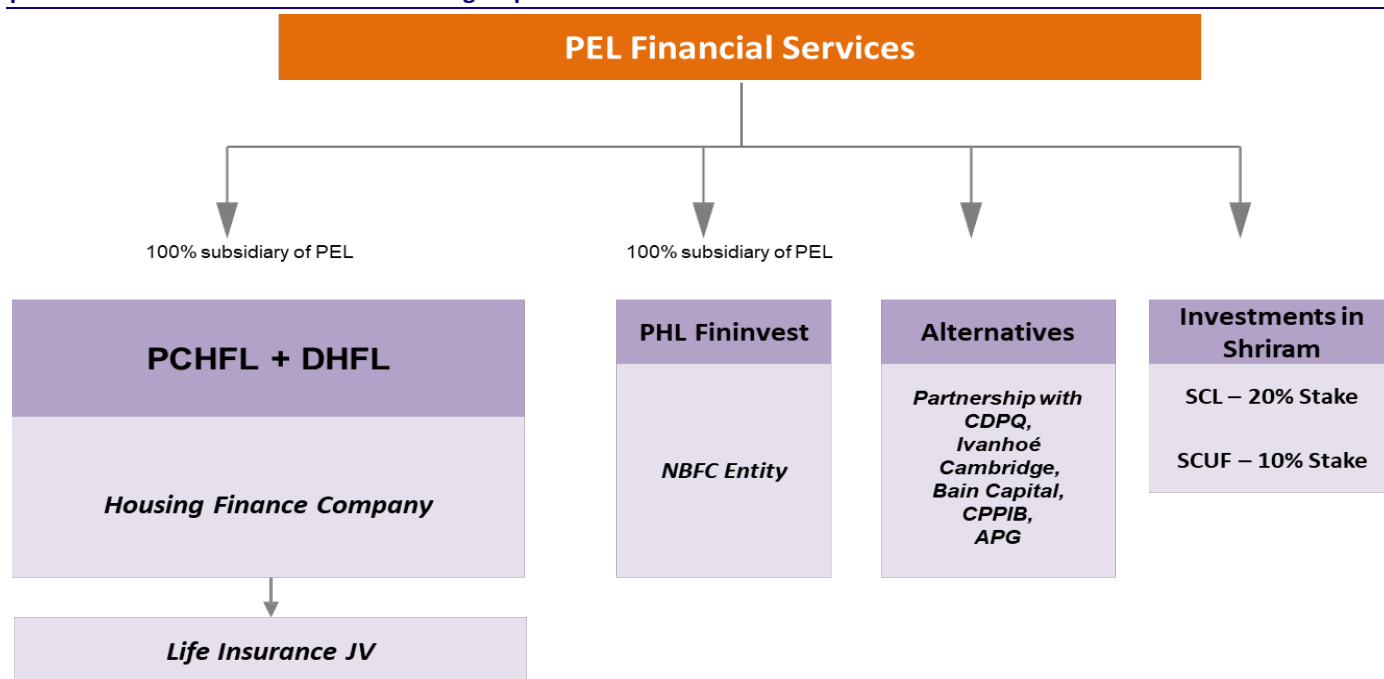 PEL Financial Services
100% subsidiary of PEL
100% subsidiary of PEL
PCHFL + DHFL
Housing Finance Company
Life Insurance JV
PHL Fininvest
NBFC Entity
Alternatives
Partnership with
CDPQ,
Ivanhoé
Cambridge,
Bain Capital,
CPPIB,
APG
Investments in
Shriram
SCL – 20% Stake
SCUF – 10% Stake